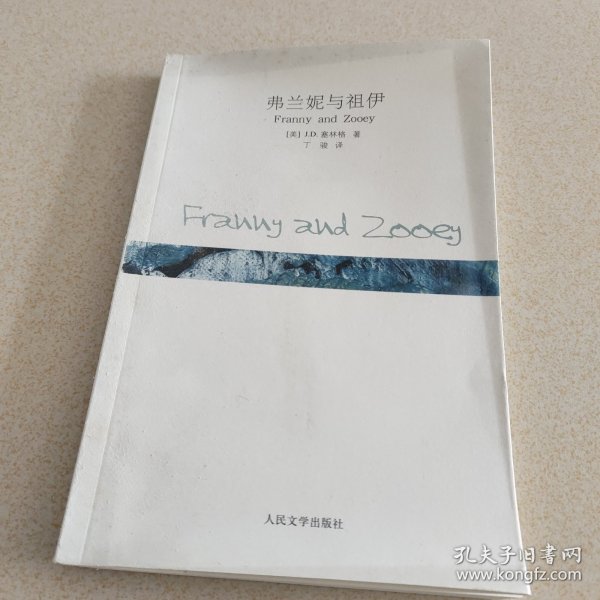 弗兰妮与祖伊
Franny and Zooey
[美] J.D. 塞林格 著
丁 骏 译
Franny and Zooey
人民文学出版社
孔夫子旧书网
www.kongfz.com